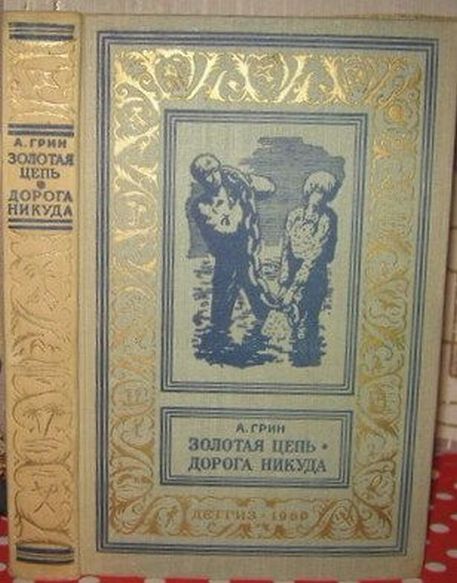 А. ГРИН
ЗОЛОТАЯ
ЦЕПЬ
•
ДОРОГА
НИКУДА
А. ГРИН
ЗОЛОТАЯ ЦЕПЬ •
ДОРОГА НИКУДА
ДЕТГИЗ • 1960